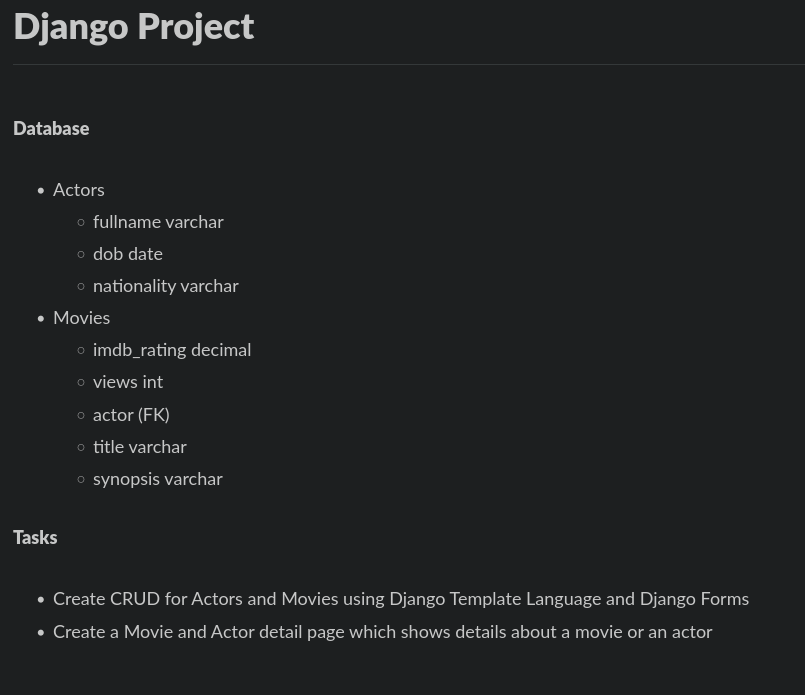 Django Project
Database
Actors
fullname varchar
dob date
nationality varchar
Movies
imdb_rating decimal
views int
actor (FK)
title varchar
synopsis varchar
Tasks
Create CRUD for Actors and Movies using Django Template Language and Django Forms
Create a Movie and Actor detail page which shows details about a movie or an actor